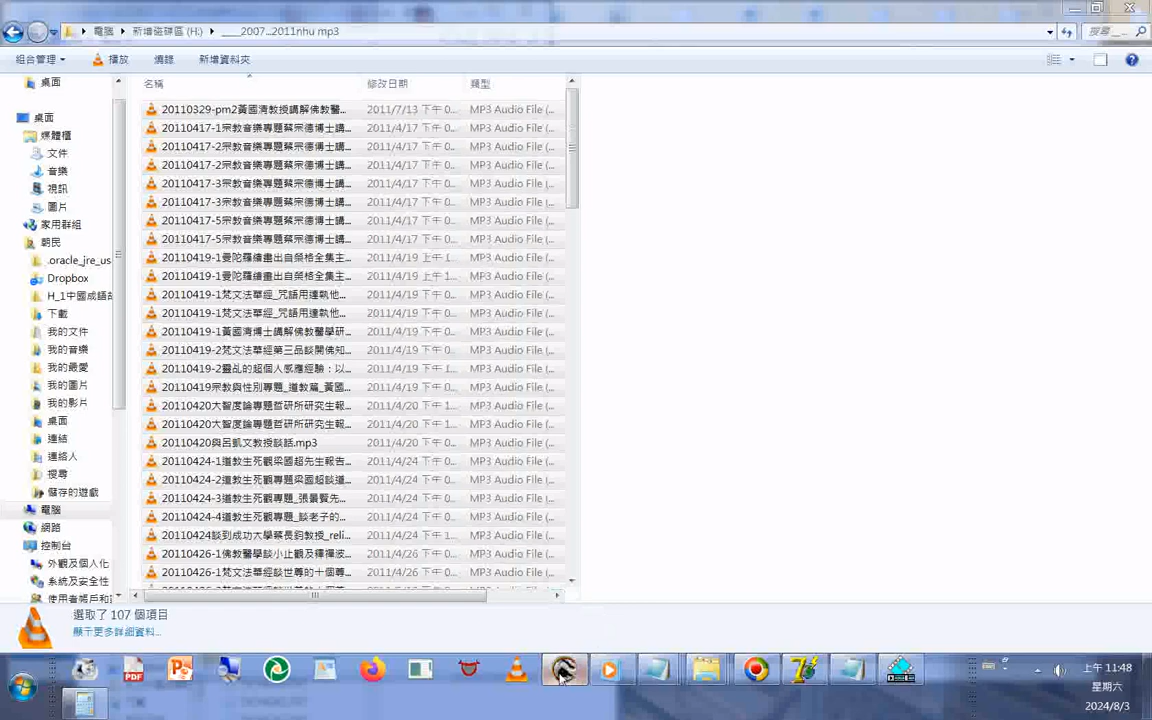 電腦 ▸ 新增磁碟區 (H:) ▸ ____2007...2011nhu mp3
搜尋__...
組合管理 播放 燒錄 新增資料夾
名稱 修改日期 類型
桌面
桌面
媒體櫃
文件
音樂
視訊
圖片
家用群組
朝民
.oracle_jre_us
Dropbox
H_1中國成語故
下載
我的文件
我的音樂
我的最愛
我的圖片
我的影片
桌面
連結
連絡人
搜尋
儲存的遊戲
電腦
網路
控制台
外觀及個人化
系統及安全性
使用者帳戶和
20110329-pm2黃國清教授講解佛教醫... 2011/7/13 下午 0... MP3 Audio File (...
20110417-1宗教音樂專題蔡宗德博士講... 2011/4/17 下午 0... MP3 Audio File (...
20110417-2宗教音樂專題蔡宗德博士講... 2011/4/17 下午 0... MP3 Audio File (...
20110417-2宗教音樂專題蔡宗德博士講... 2011/4/17 下午 0... MP3 Audio File (...
20110417-3宗教音樂專題蔡宗德博士講... 2011/4/17 下午 0... MP3 Audio File (...
20110417-3宗教音樂專題蔡宗德博士講... 2011/4/17 下午 0... MP3 Audio File (...
20110417-5宗教音樂專題蔡宗德博士講... 2011/4/17 下午 0... MP3 Audio File (...
20110417-5宗教音樂專題蔡宗德博士講... 2011/4/17 下午 0... MP3 Audio File (...
20110419-1曼陀羅繪畫出自榮格全集主... 2011/4/19 上午 1... MP3 Audio File (...
20110419-1曼陀羅繪畫出自榮格全集主... 2011/4/19 上午 1... MP3 Audio File (...
20110419-1梵文法華經_咒語用達執他... 2011/4/19 下午 0... MP3 Audio File (...
20110419-1梵文法華經_咒語用達執他... 2011/4/19 下午 0... MP3 Audio File (...
20110419-1黃國清博士講解佛教醫學研... 2011/4/19 下午 0... MP3 Audio File (...
20110419-2梵文法華經第三品談開佛知... 2011/4/19 下午 0... MP3 Audio File (...
20110419-2靈乩的超個人感應經驗：以... 2011/4/19 下午 1... MP3 Audio File (...
20110419宗教與性別專題_道教篇_黃國... 2011/4/19 下午 0... MP3 Audio File (...
20110420大智度論專題哲研所研究生報... 2011/4/20 下午 1... MP3 Audio File (...
20110420大智度論專題哲研所研究生報... 2011/4/20 下午 1... MP3 Audio File (...
20110420與呂凱文教授談話.mp3 2011/4/20 下午 0... MP3 Audio File (...
20110424-1道教生死觀梁國超先生報告... 2011/4/24 下午 0... MP3 Audio File (...
20110424-2道教生死觀專題梁國超談道... 2011/4/24 下午 0... MP3 Audio File (...
20110424-3道教生死觀專題_張景賢先... 2011/4/24 下午 0... MP3 Audio File (...
20110424-4道教生死觀專題_談老子的... 2011/4/24 下午 0... MP3 Audio File (...
20110424談到成功大學蔡長鈞教授_reli... 2011/4/24 下午 1... MP3 Audio File (...
20110426-1佛教醫學談小止觀及禪禪波... 2011/4/26 下午 0... MP3 Audio File (...
20110426-1梵文法華經談世尊的十個尊... 2011/4/26 下午 0... MP3 Audio File (...
選取了 107 個項目
顯示更多詳細資料...
上午 11:48
星期六
2024/8/3